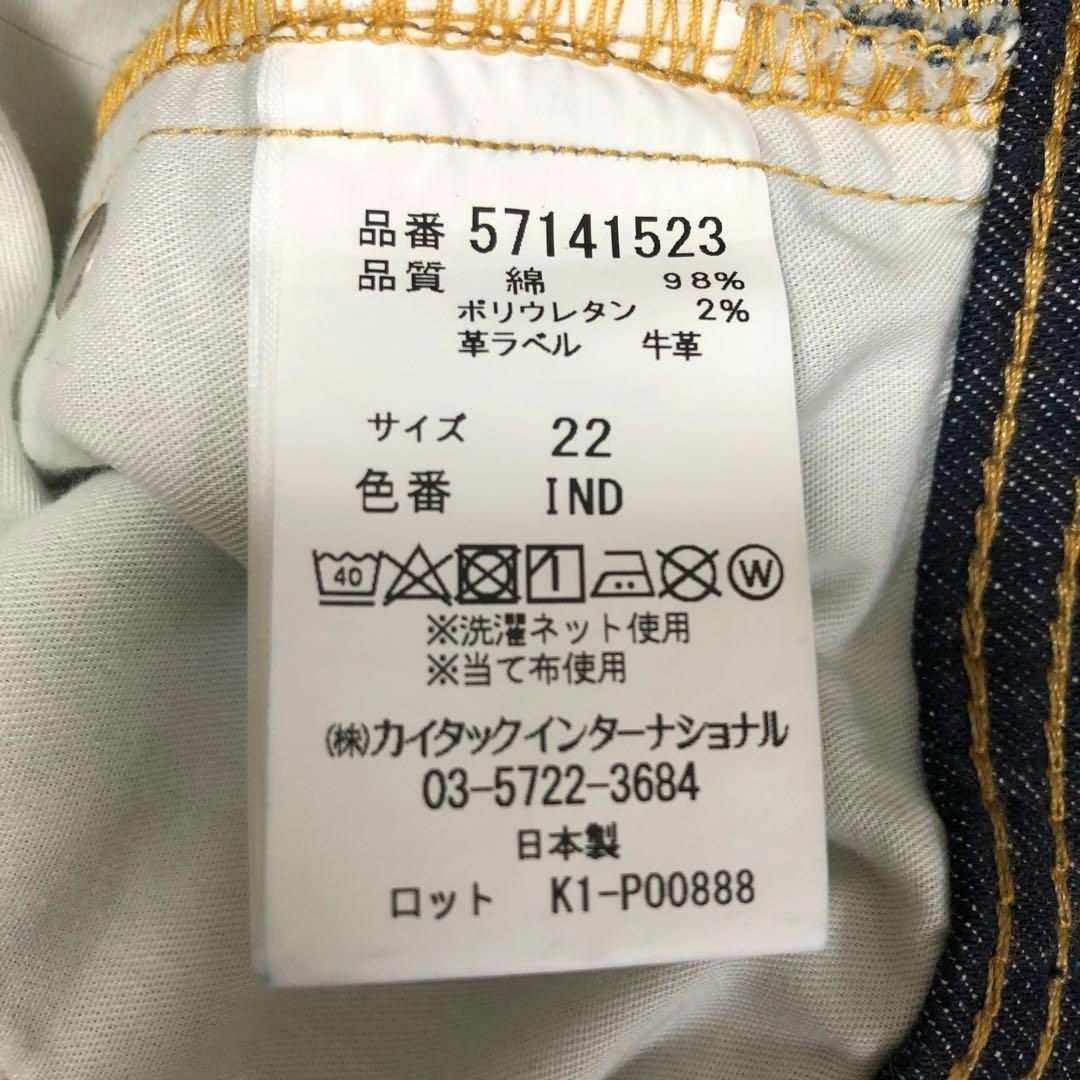 品番 57141523
品質 綿 98%
ポリウレタン 2%
革ラベル 牛革
サイズ 22
色番 IND
40 W
※洗濯ネット使用
※当て布使用
(株)カイタックインターナショナル
03-5722-3684
日本製
ロット K1-P00888